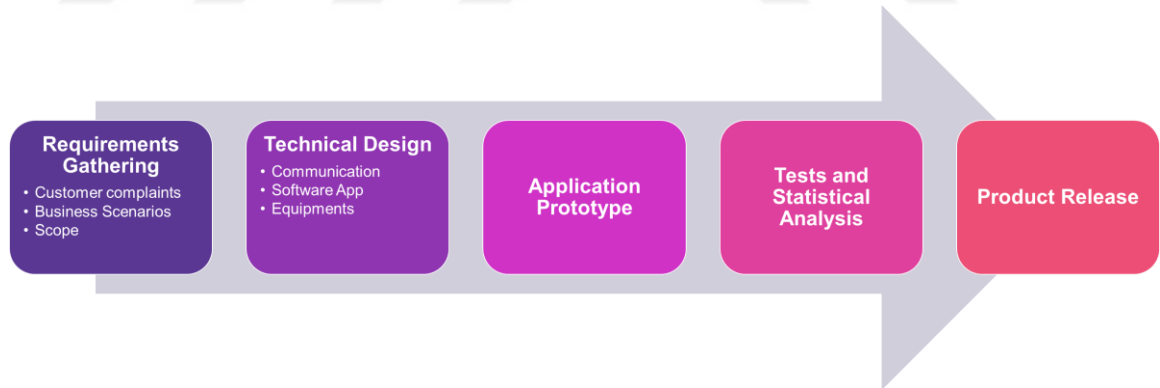 Requirements
Gathering
• Customer complaints
• Business Scenarios
• Scope
Technical Design
• Communication
• Software App
• Equipments
Application
Prototype
Tests and
Statistical
Analysis
Product Release